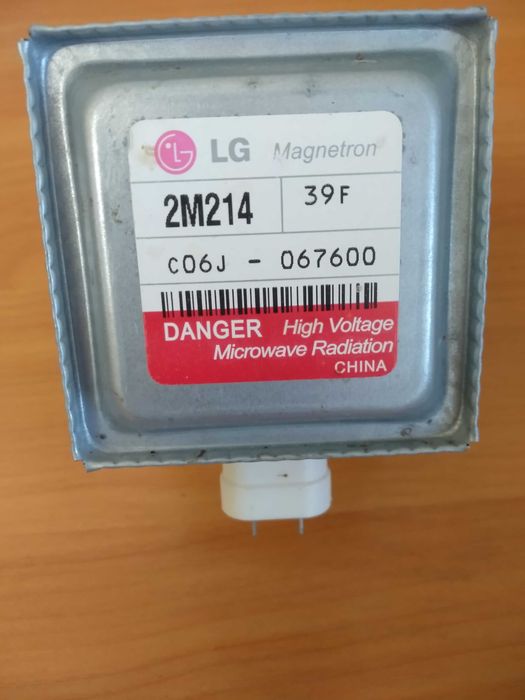 LG Magnetron
2M214 39F
C06J - 067600
DANGER High Voltage
Microwave Radiation
CHINA